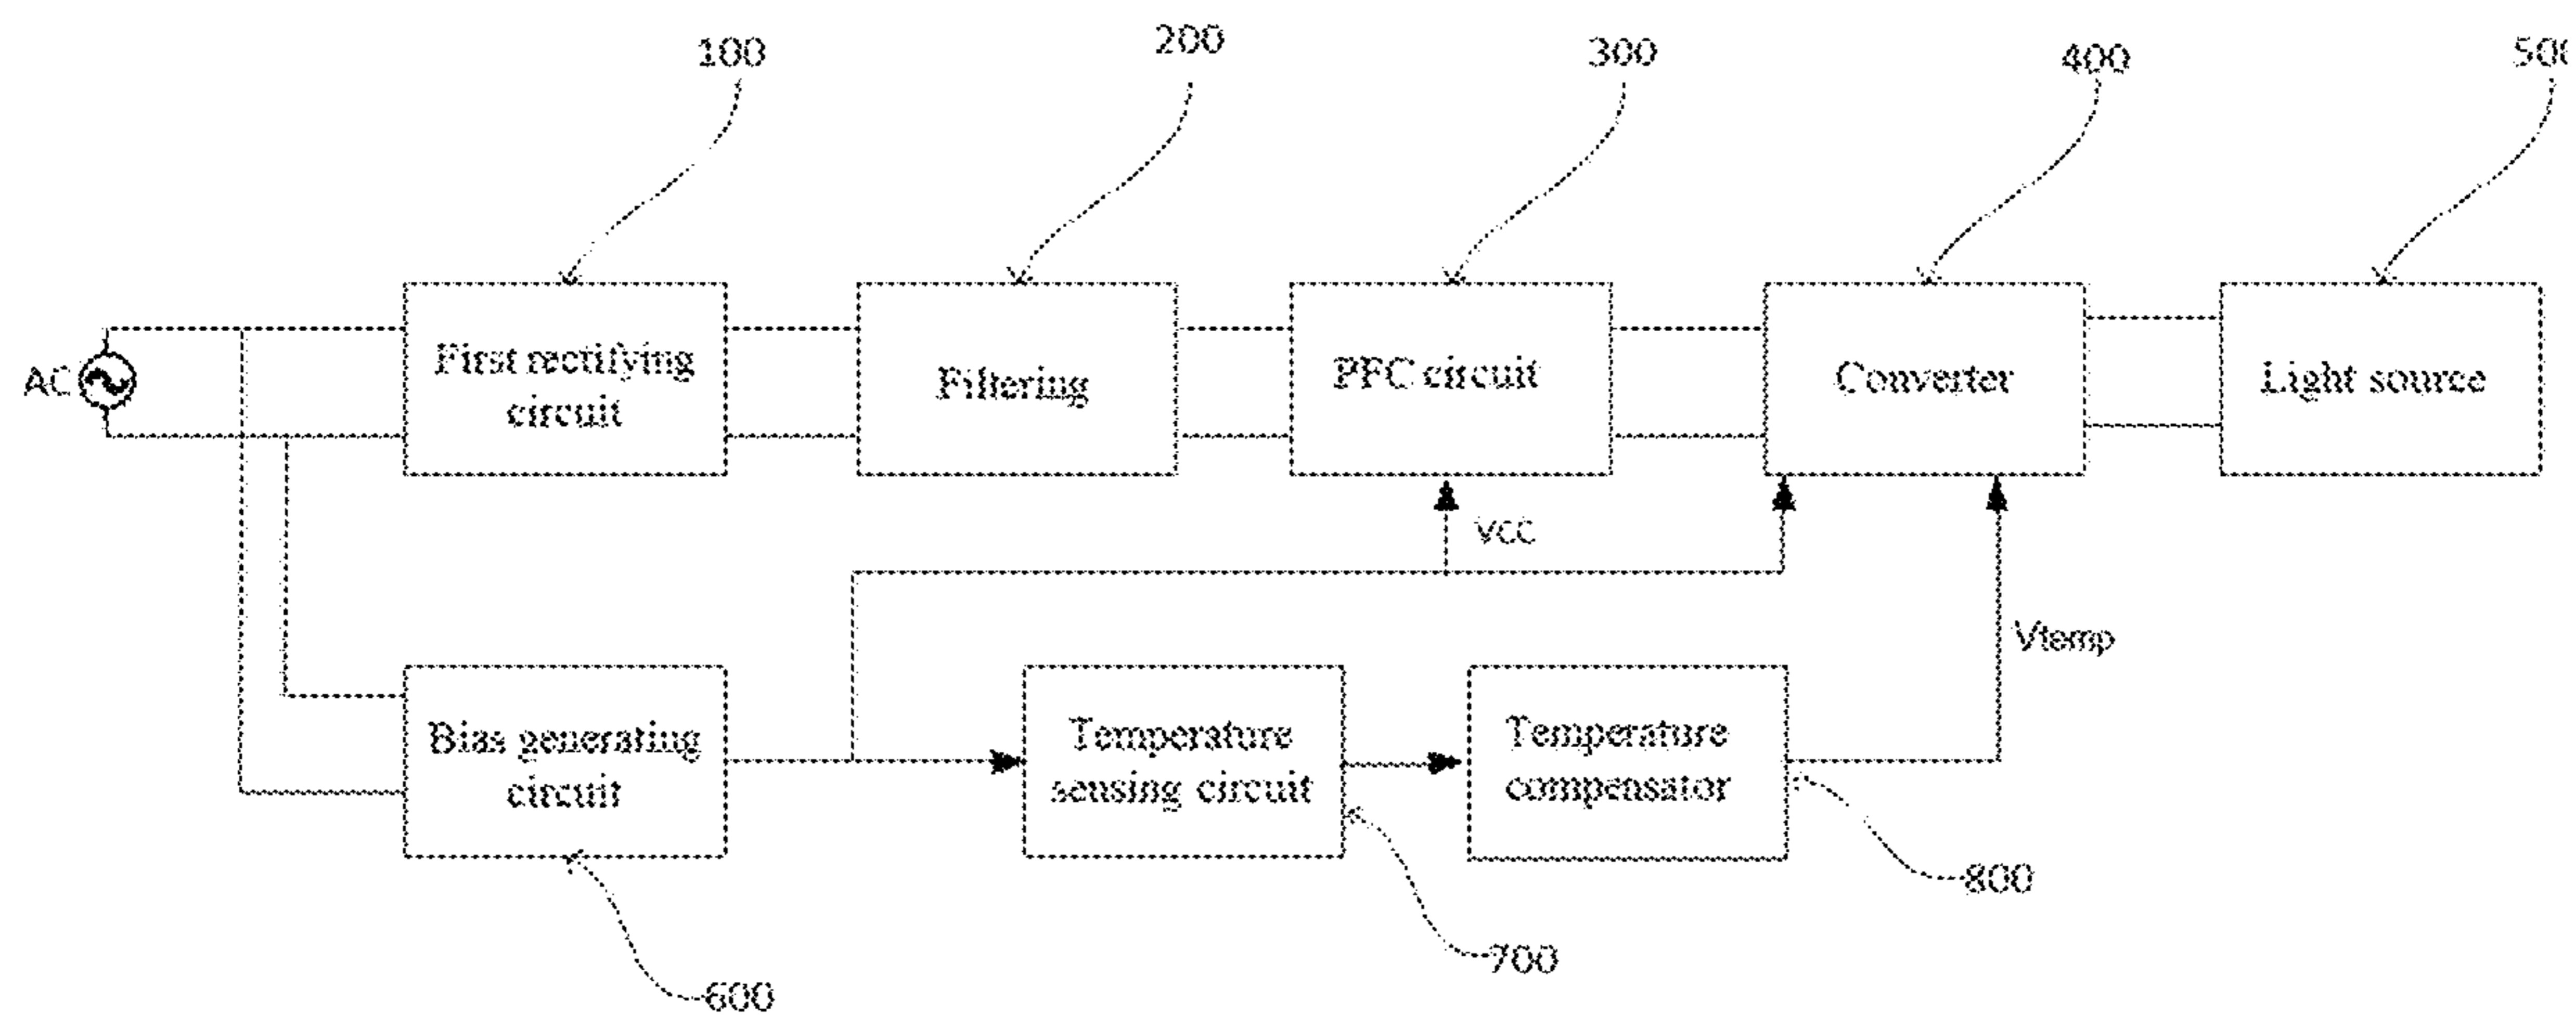 100
200
300
400
50
AC
First rectifying
circuit
Filtering
PFC circuit
Converter
Light source
VCC
Vtemp
Bias generating
circuit
Temperature
sensing circuit
Temperature
compensator
800
700
600